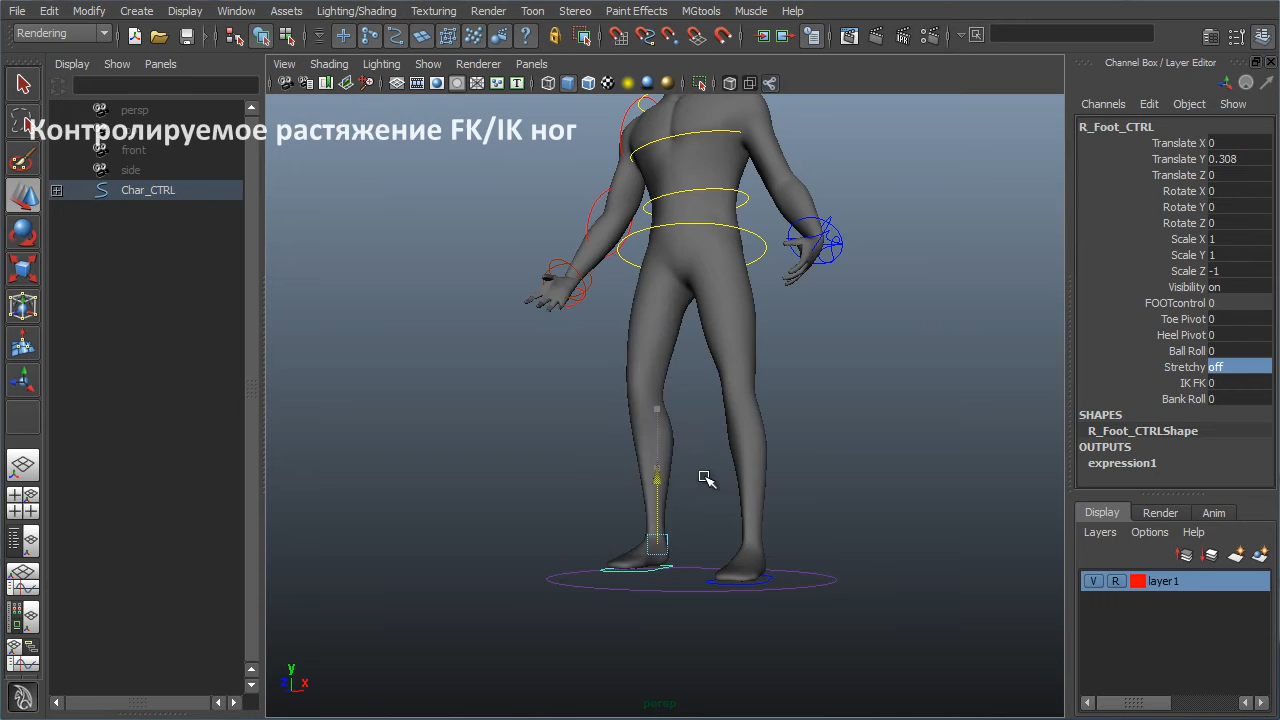 File Edit Modify Create Display Window Assets Lighting/Shading Texturing Render Toon Stereo Paint Effects MGtools Muscle Help
Rendering
Display Show Panels
View Shading Lighting Show Renderer Panels
Channel Box / Layer Editor
Channels Edit Object Show
persp
front
side
Char_CTRL
Контролируемое растяжение FK/IK ног
R_Foot_CTRL
Translate X 0
Translate Y 0.308
Translate Z 0
Rotate X 0
Rotate Y 0
Rotate Z 0
Scale X 1
Scale Y 1
Scale Z -1
Visibility on
FOOTcontrol 0
Toe Pivot 0
Heel Pivot 0
Ball Roll 0
Stretchy off
IK FK 0
Bank Roll 0
SHAPES
R_Foot_CTRLShape
OUTPUTS
expression1
Display Render Anim
Layers Options Help
V R layer1
y
z x
persp